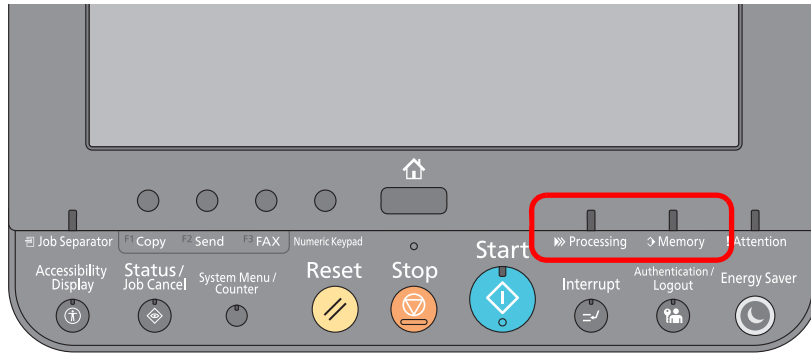 Job Separator
F1 Copy F2 Send F3 FAX
Numeric Keypad
Processing
Memory
! Attention
Accessibility
Display
Status /
Job Cancel
System Menu /
Counter
Reset
Stop
Start
Interrupt
Authentication /
Logout
Energy Saver